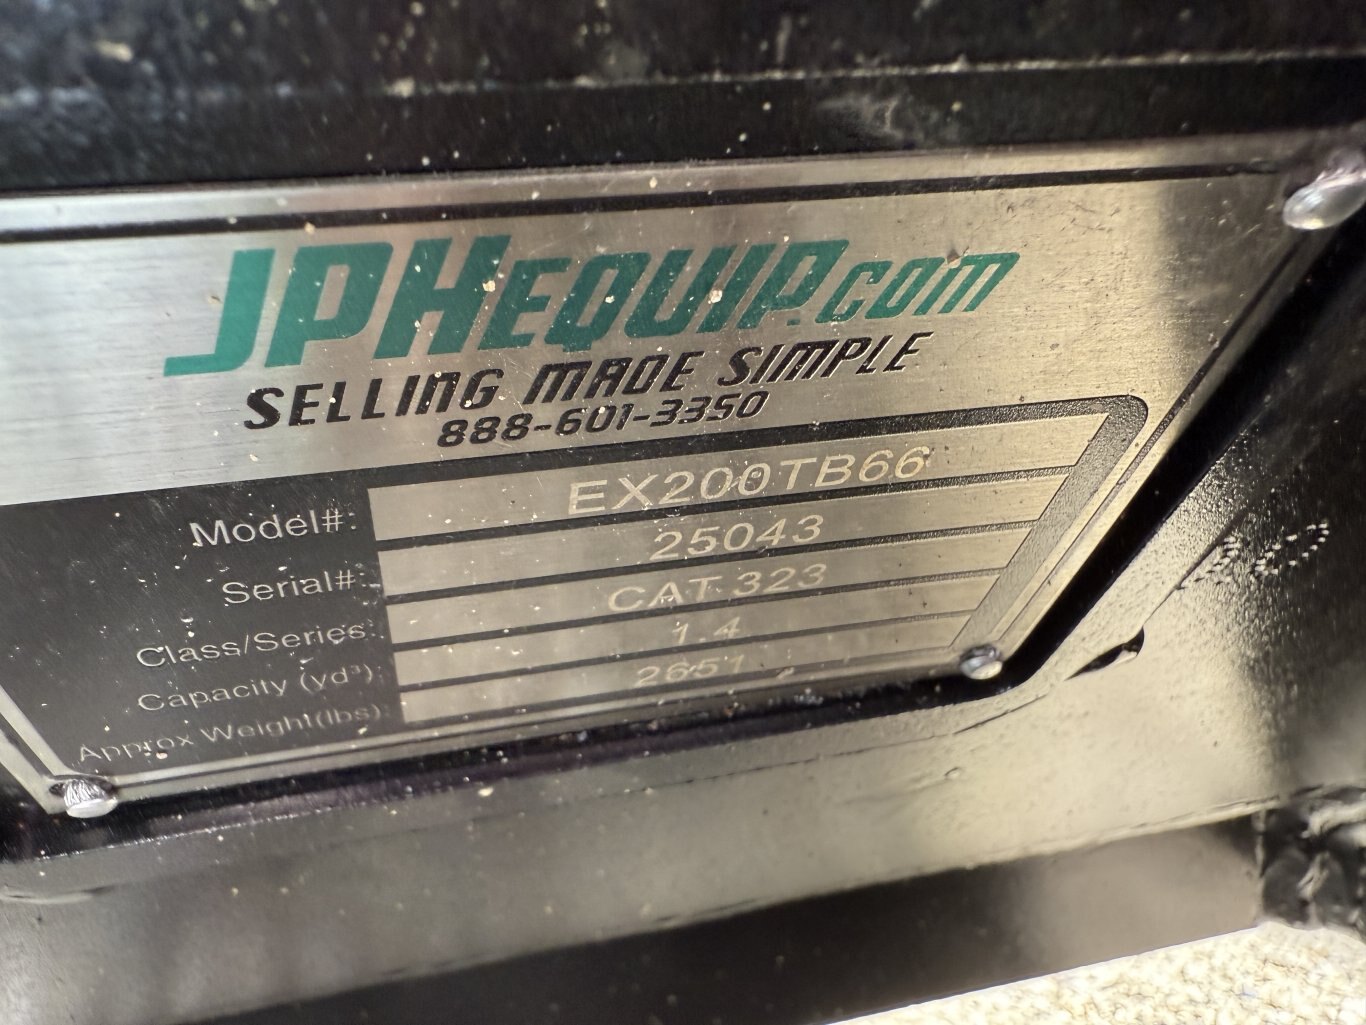 JPHEQUIP.COM
SELLING MADE SIMPLE
888-601-3350
Model#: EX200TB66
Serial#: 25043
Class/Series: CAT 323
Capacity (yd³): 1.4
Approx Weight(lbs): 2651